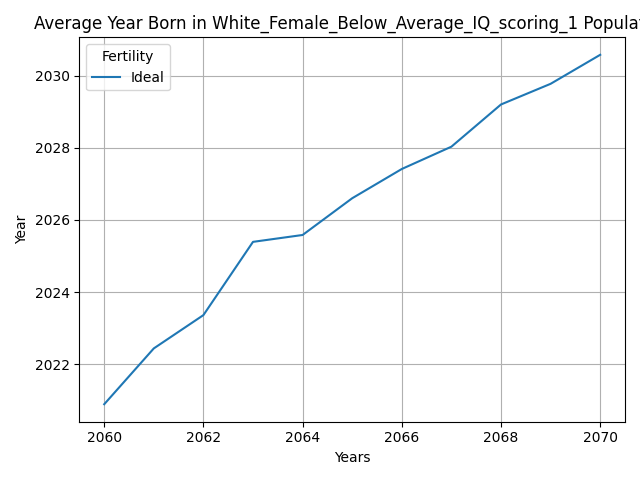 Average Year Born in White_Female_Below_Average_IQ_scoring_1 Populat
Fertility
Ideal
Year
2030
2028
2026
2024
2022
2060 2062 2064 2066 2068 2070
Years